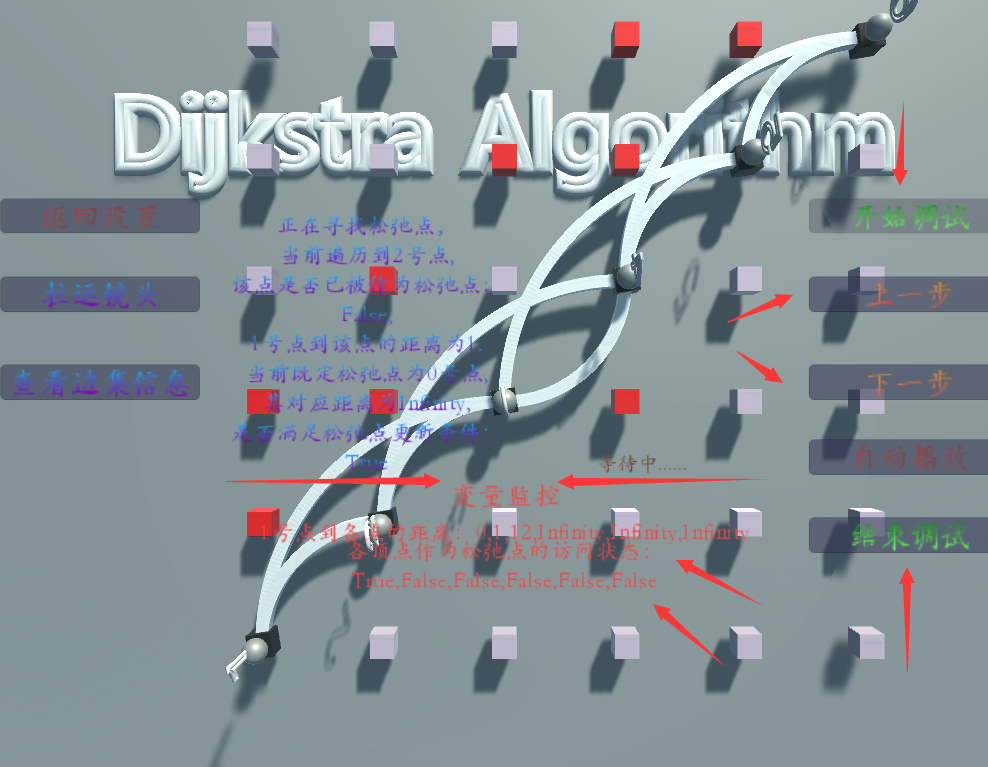 Dijkstra Algorithm
返回设置
拉远镜头
查看边集信息
正在寻找松弛点,
当前遍历到2号点,
该点是否已被作为松弛点:
False,
1号点到该点的距离为1.
当前既定松弛点为0号点,
其对应距离为Infinity,
是否满足松弛点更新条件:
True
等待中......
变量监控
1号点到各点的距离: 0,1,12,Infinity,Infinity,Infinity
各顶点作为松弛点的访问状态:
True,False,False,False,False,False
开始调试
上一步
下一步
自动播放
结束调试